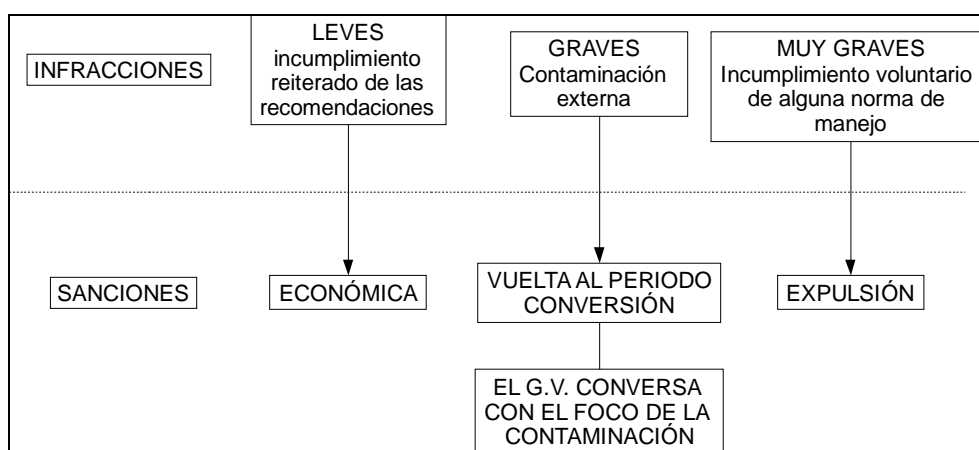 INFRACCIONES
LEVES
incumplimiento
reiterado de las
recomendaciones
GRAVES
Contaminación
externa
MUY GRAVES
Incumplimiento voluntario
de alguna norma de
manejo
SANCIONES
ECONÓMICA
VUELTA AL PERIODO
CONVERSIÓN
EXPULSIÓN
EL G.V. CONVERSA
CON EL FOCO DE LA
CONTAMINACIÓN